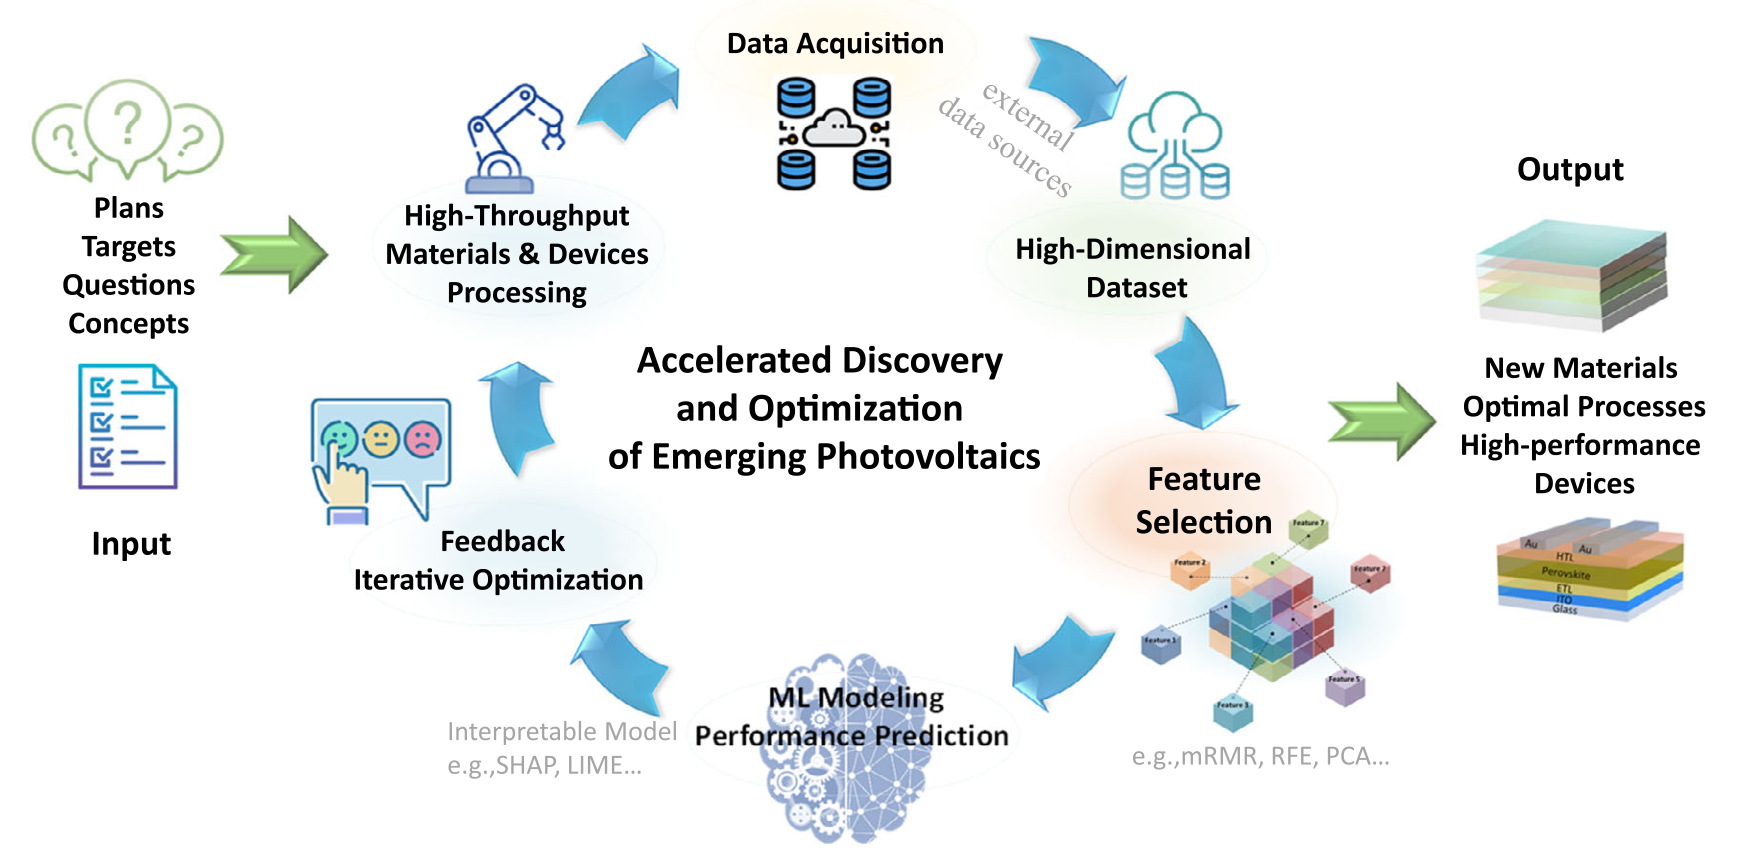 Data Acquisition
external
data sources
?
?
?
Plans
Targets
Questions
Concepts
Input
High-Throughput
Materials & Devices
Processing
High-Dimensional
Dataset
Accelerated Discovery
and Optimization
of Emerging Photovoltaics
Feature
Selection
Feature 7
Feature 2
Feature 7
Feature 1
Feature 5
Feature 3
e.g.,mRMR, RFE, PCA...
ML Modeling
Performance Prediction
Interpretable Model
e.g.,SHAP, LIME...
Feedback
Iterative Optimization
Output
New Materials
Optimal Processes
High-performance
Devices
Au
Au
HTL
Perovskite
ETL
ITO
Glass